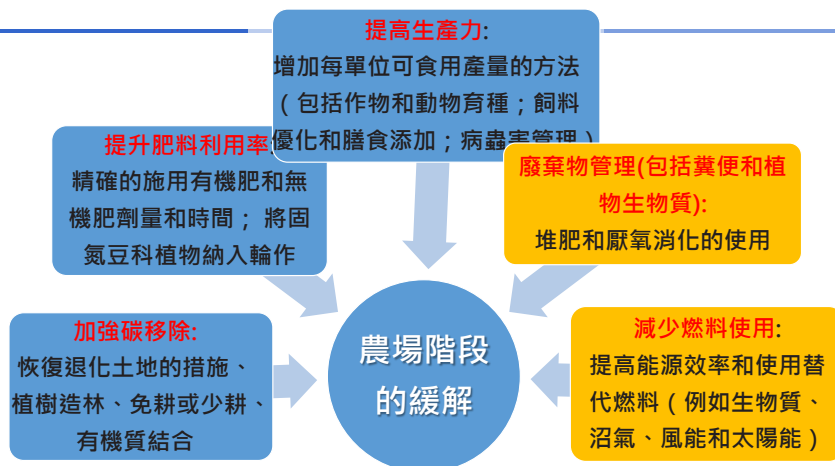 提高生產力:
增加每單位可食用產量的方法
（包括作物和動物育種；飼料
優化和膳食添加；病蟲害管理）
提升肥料利用率:
精確的施用有機肥和無
機肥劑量和時間； 將固
氮豆科植物納入輪作
廢棄物管理(包括糞便和植
物生物質):
堆肥和厭氧消化的使用
加強碳移除:
恢復退化土地的措施、
植樹造林、免耕或少耕、
有機質結合
農場階段
的緩解
減少燃料使用:
提高能源效率和使用替
代燃料（例如生物質、
沼氣、風能和太陽能）